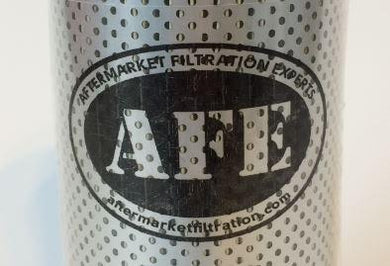 AFTERMARKET FILTRATION EXPERTS
AFE
aftermarketfiltration.com